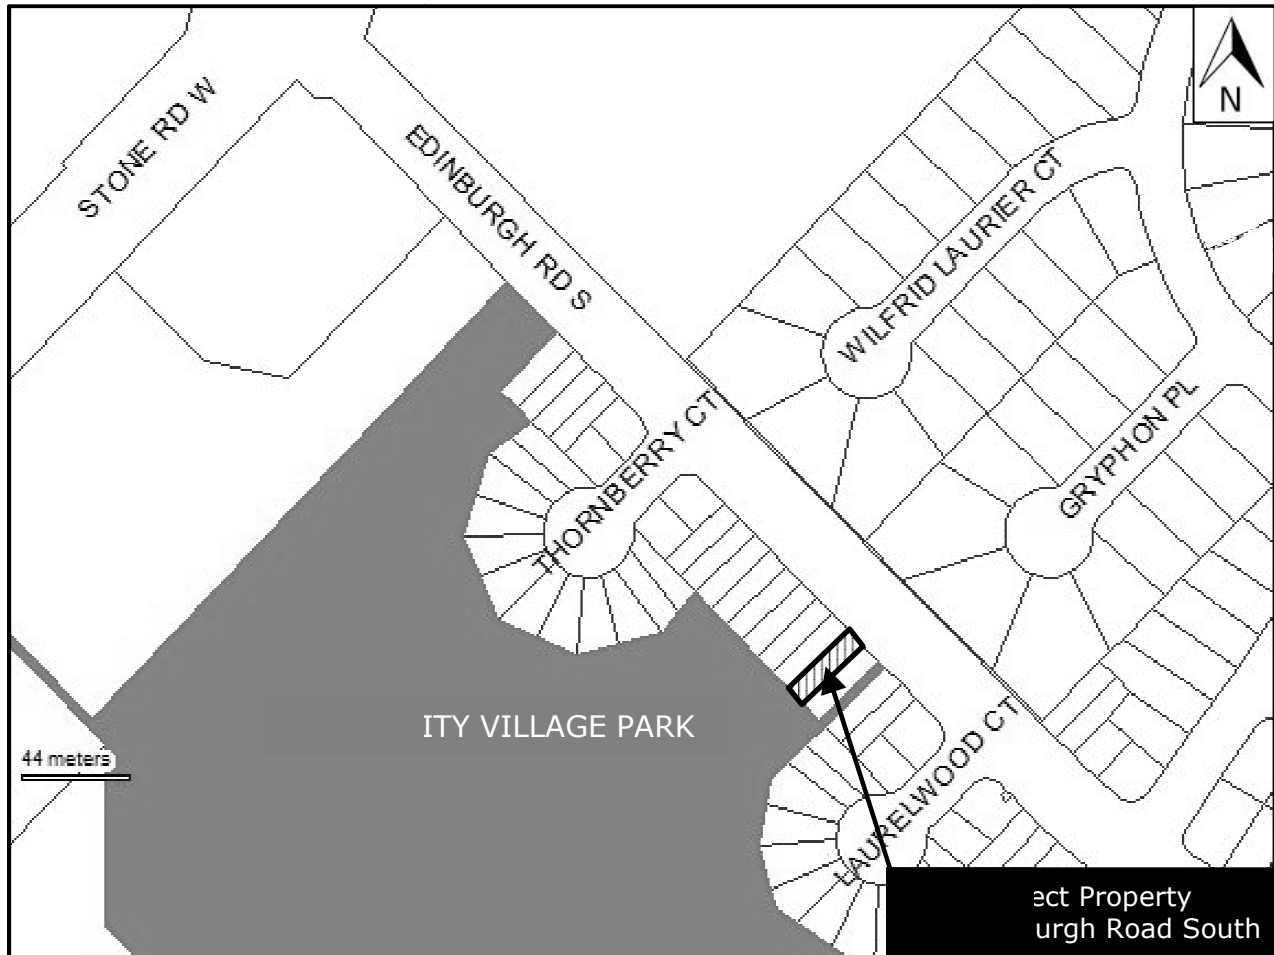 N
STONE RD W
EDINBURGH RD S
WILFRID LAURIER CT
THORNBERRY CT
GRYPHON PL
ITY VILLAGE PARK
44 meters
LAURELWOOD CT
ect Property
urgh Road South